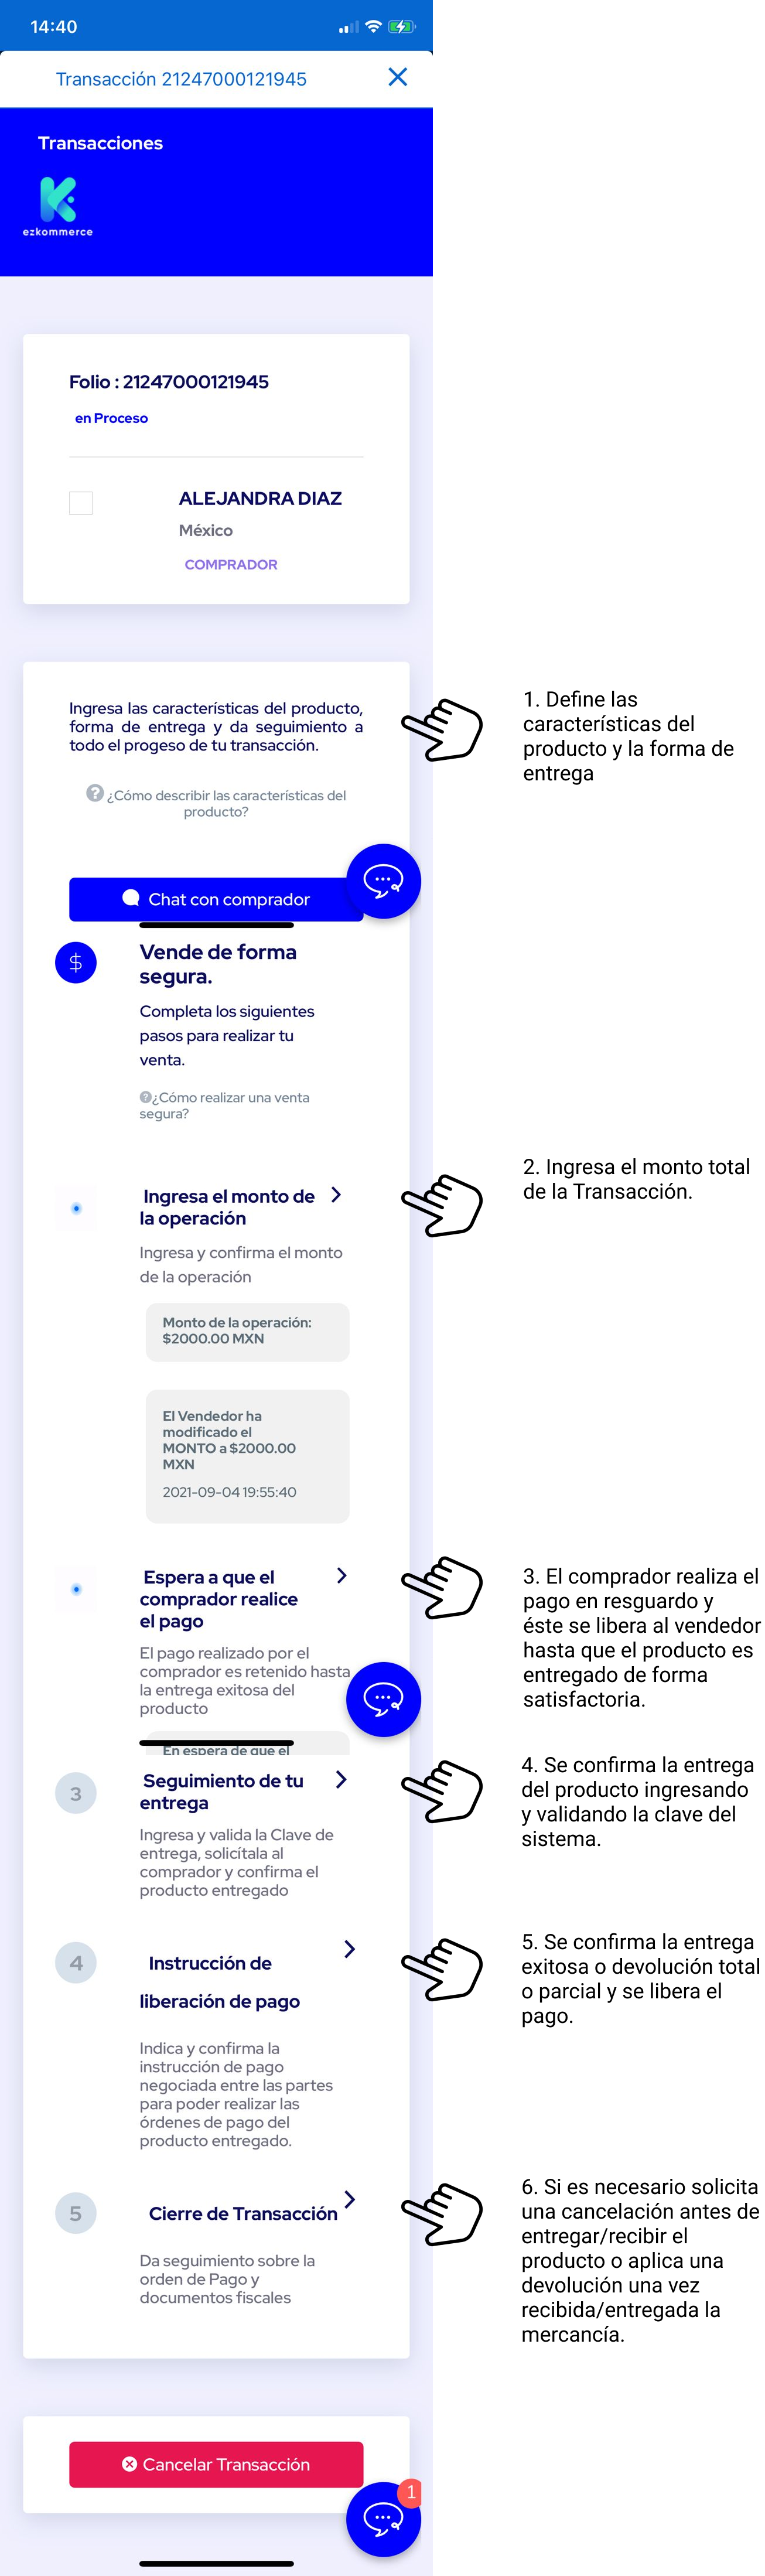 14:40
Transacción 21247000121945
Transacciones
ezkommerce
Folio : 21247000121945
en Proceso
ALEJANDRA DIAZ
México
COMPRADOR
Ingresa las características del producto,
forma de entrega y da seguimiento a
todo el progeso de tu transacción.
¿Cómo describir las características del
producto?
Chat con comprador
1. Define las
características del
producto y la forma de
entrega
$
Vende de forma
segura.
Completa los siguientes
pasos para realizar tu
venta.
¿Cómo realizar una venta
segura?
Ingresa el monto de
la operación
Ingresa y confirma el monto
de la operación
Monto de la operación:
$2000.00 MXN
El Vendedor ha
modificado el
MONTO a $2000.00
MXN
2021-09-04 19:55:40
2. Ingresa el monto total
de la Transacción.
Espera a que el
comprador realice
el pago
El pago realizado por el
comprador es retenido hasta
la entrega exitosa del
producto
En espera de que el
3. El comprador realiza el
pago en resguardo y
éste se libera al vendedor
hasta que el producto es
entregado de forma
satisfactoria.
3
Seguimiento de tu
entrega
Ingresa y valida la Clave de
entrega, solicítala al
comprador y confirma el
producto entregado
4. Se confirma la entrega
del producto ingresando
y validando la clave del
sistema.
4
Instrucción de
liberación de pago
Indica y confirma la
instrucción de pago
negociada entre las partes
para poder realizar las
órdenes de pago del
producto entregado.
5. Se confirma la entrega
exitosa o devolución total
o parcial y se libera el
pago.
5
Cierre de Transacción
Da seguimiento sobre la
orden de Pago y
documentos fiscales
6. Si es necesario solicita
una cancelación antes de
entregar/recibir el
producto o aplica una
devolución una vez
recibida/entregada la
mercancía.
Cancelar Transacción
1